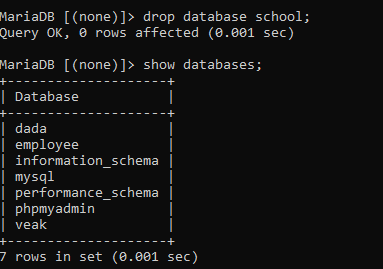 MariaDB [(none)]> drop database school;
Query OK, 0 rows affected (0.001 sec)
MariaDB [(none)]> show databases;
+--------------------+
| Database           |
+--------------------+
| dada               |
| employee           |
| information_schema |
| mysql              |
| performance_schema |
| phpmyadmin         |
| veak               |
+--------------------+
7 rows in set (0.001 sec)